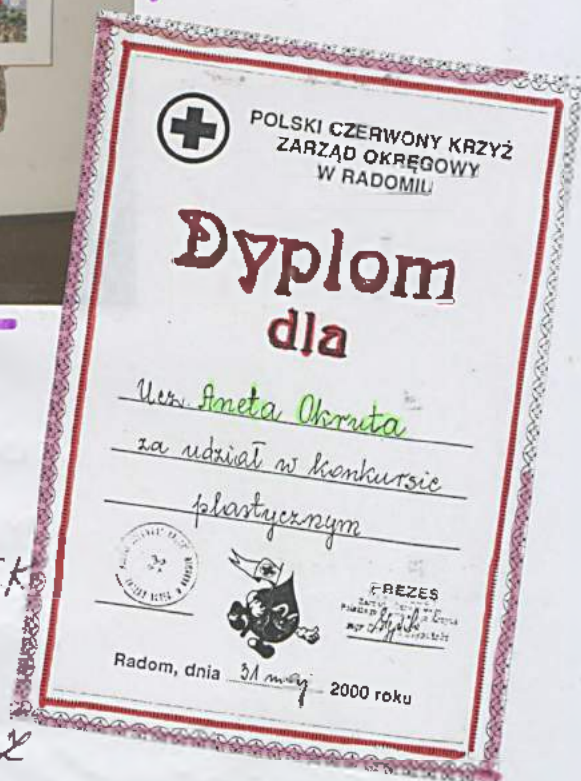 POLSKI CZERWONY KRZYŻ
ZARZĄD OKRĘGOWY
W RADOMIU
Dyplom
dla
Ucz. Aneta Okruta
za udział w konkursie
plastycznym
PREZES
Radom, dnia 31 maj 2000 roku